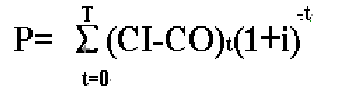 P= T∑t=0 (CI-CO)t(1+i)-t